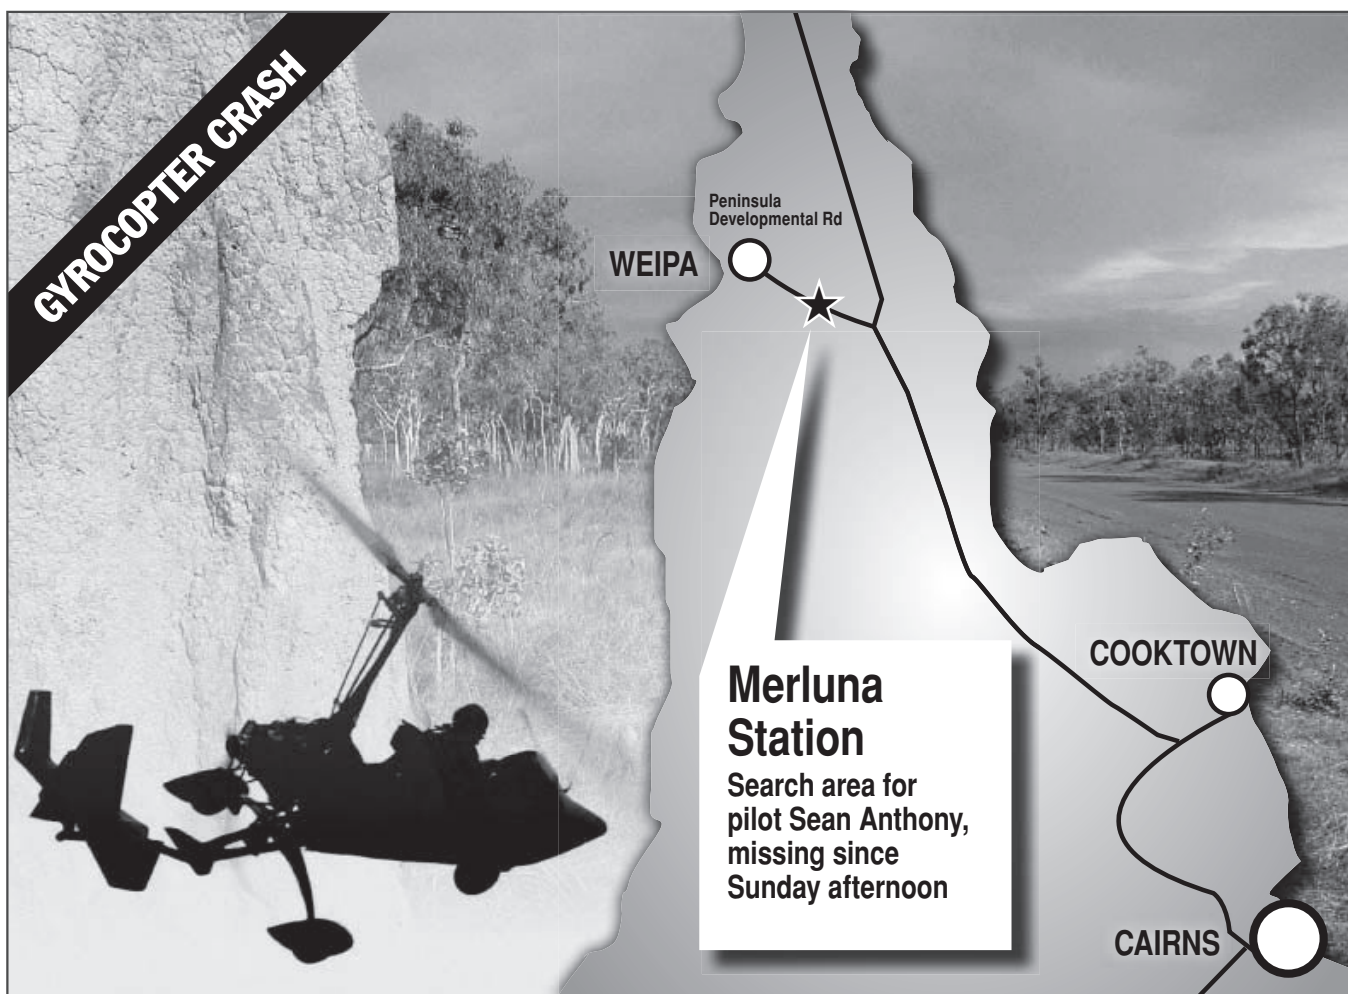 GYROCOPTER CRASH
Peninsula
Developmental Rd
WEIPA
COOKTOWN
Merluna
Station
Search area for
pilot Sean Anthony,
missing since
Sunday afternoon
CAIRNS